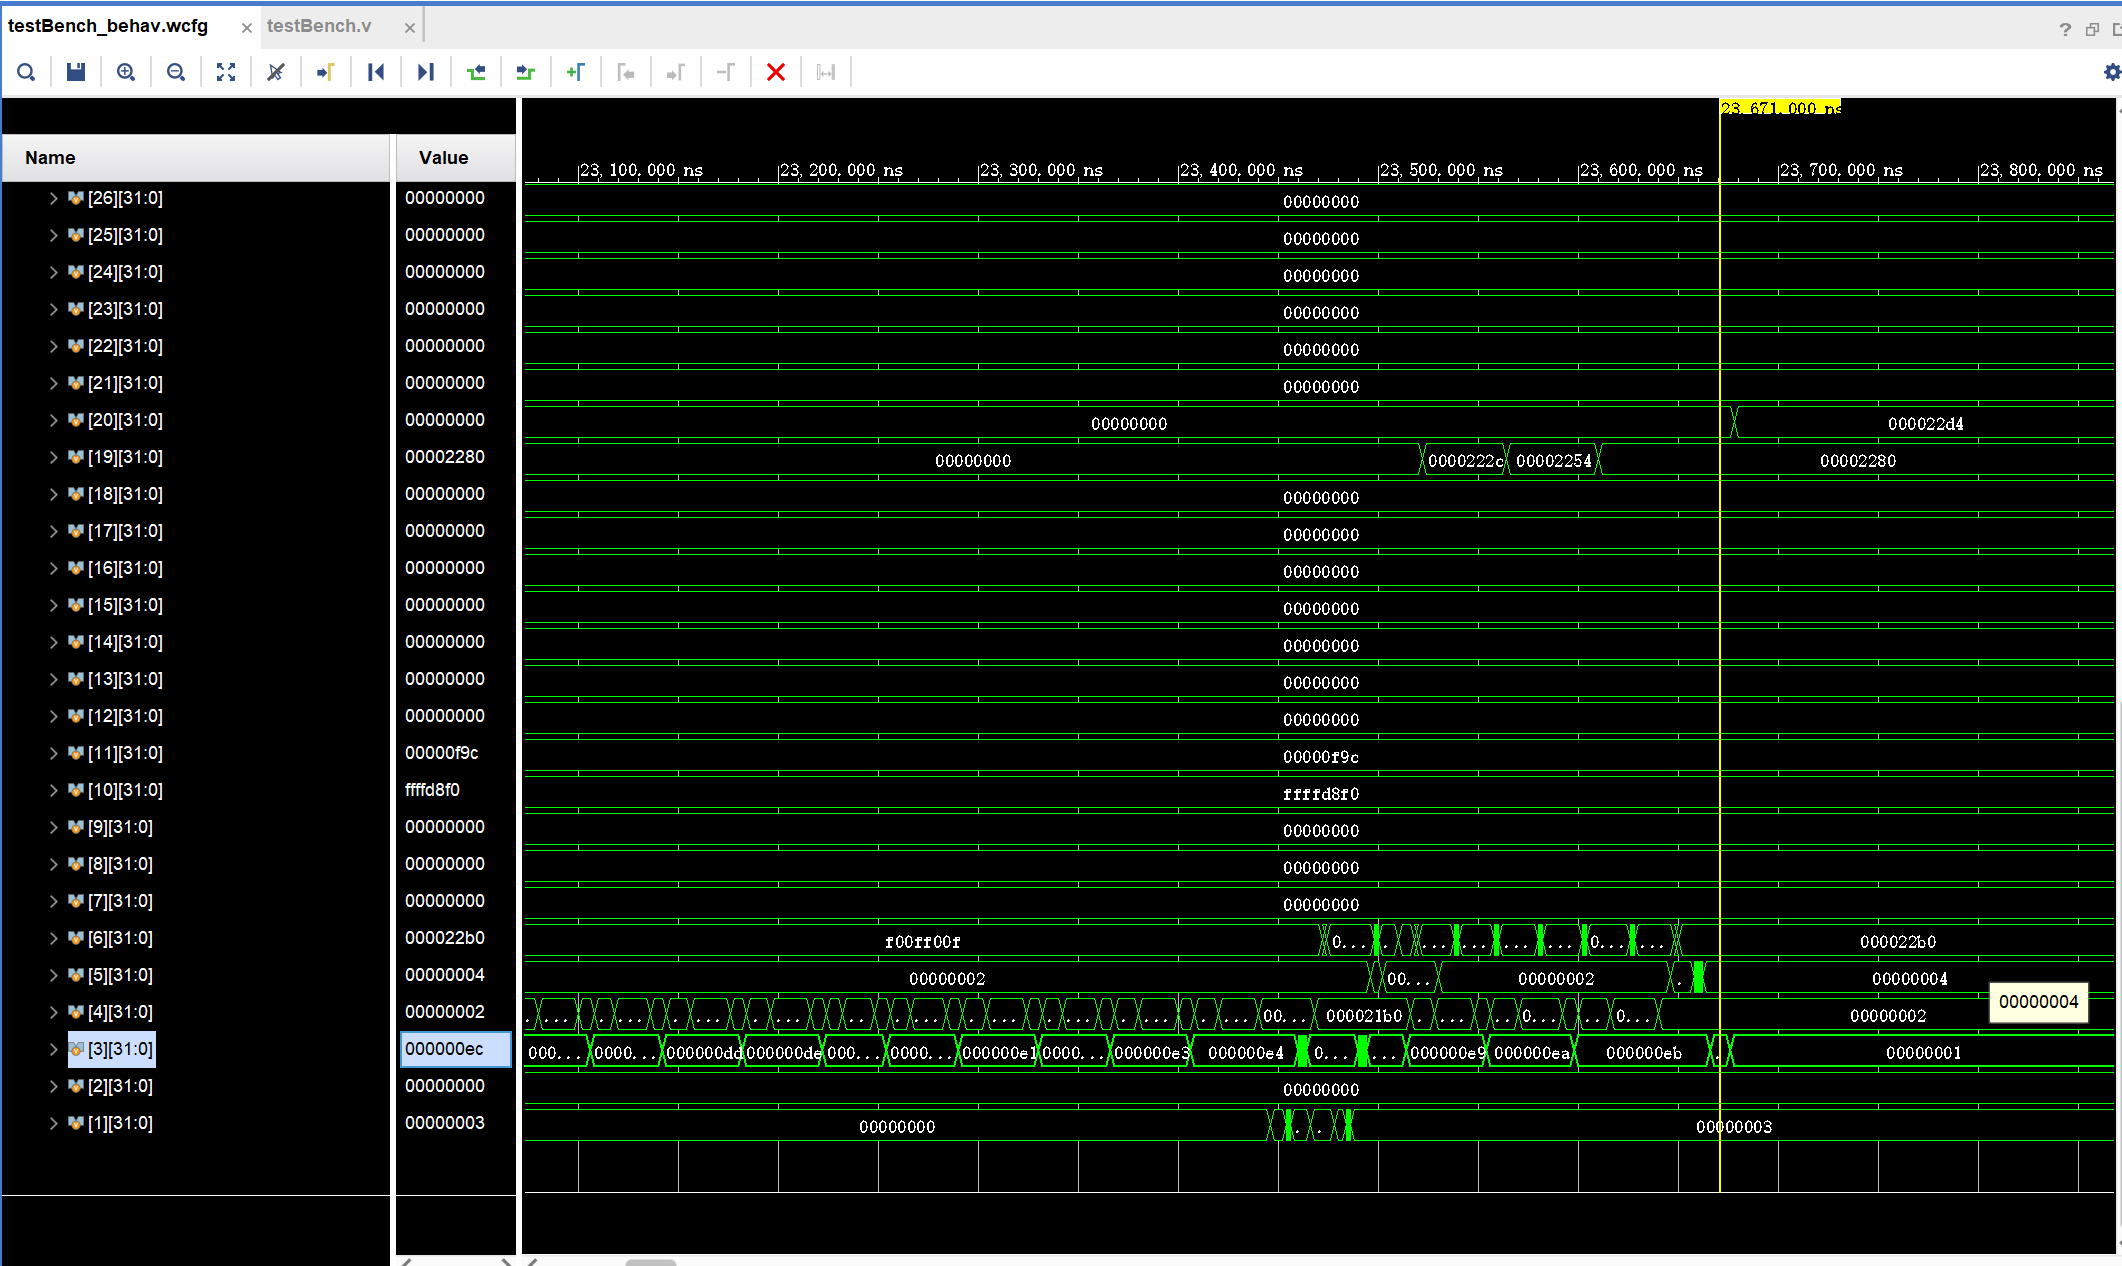 testBench_behav.wcfg × testBench.v ×
23,671.000 ns
Name Value
23,100.000 ns 23,200.000 ns 23,300.000 ns 23,400.000 ns 23,500.000 ns 23,600.000 ns 23,700.000 ns 23,800.000 ns
[26][31:0] 00000000 00000000
[25][31:0] 00000000 00000000
[24][31:0] 00000000 00000000
[23][31:0] 00000000 00000000
[22][31:0] 00000000 00000000
[21][31:0] 00000000 00000000
[20][31:0] 00000000 00000000 000022d4
[19][31:0] 00002280 00000000 0000222c 00002254 00002280
[18][31:0] 00000000 00000000
[17][31:0] 00000000 00000000
[16][31:0] 00000000 00000000
[15][31:0] 00000000 00000000
[14][31:0] 00000000 00000000
[13][31:0] 00000000 00000000
[12][31:0] 00000000 00000000
[11][31:0] 00000f9c 00000f9c
[10][31:0] ffffd8f0 ffffd8f0
[9][31:0] 00000000 00000000
[8][31:0] 00000000 00000000
[7][31:0] 00000000 00000000
[6][31:0] 000022b0 f00ff00f 0... . ... ... ... ... 0... ... 000022b0
[5][31:0] 00000004 00000002 00... 00000002 . 00000004
[4][31:0] 00000002 . ... . ... . ... . ... . ... . ... . ... . ... . ... 00... 000021b0 . ... . 0... . 0... 00000002
00000004
[3][31:0] 000000ec 000... 0000... 000000dd 000000de 000... 0000... 000000e1 0000... 000000e3 000000e4 0... ... 000000e9 000000ea 000000eb . 00000001
[2][31:0] 00000000 00000000
[1][31:0] 00000003 00000000 . . 00000003